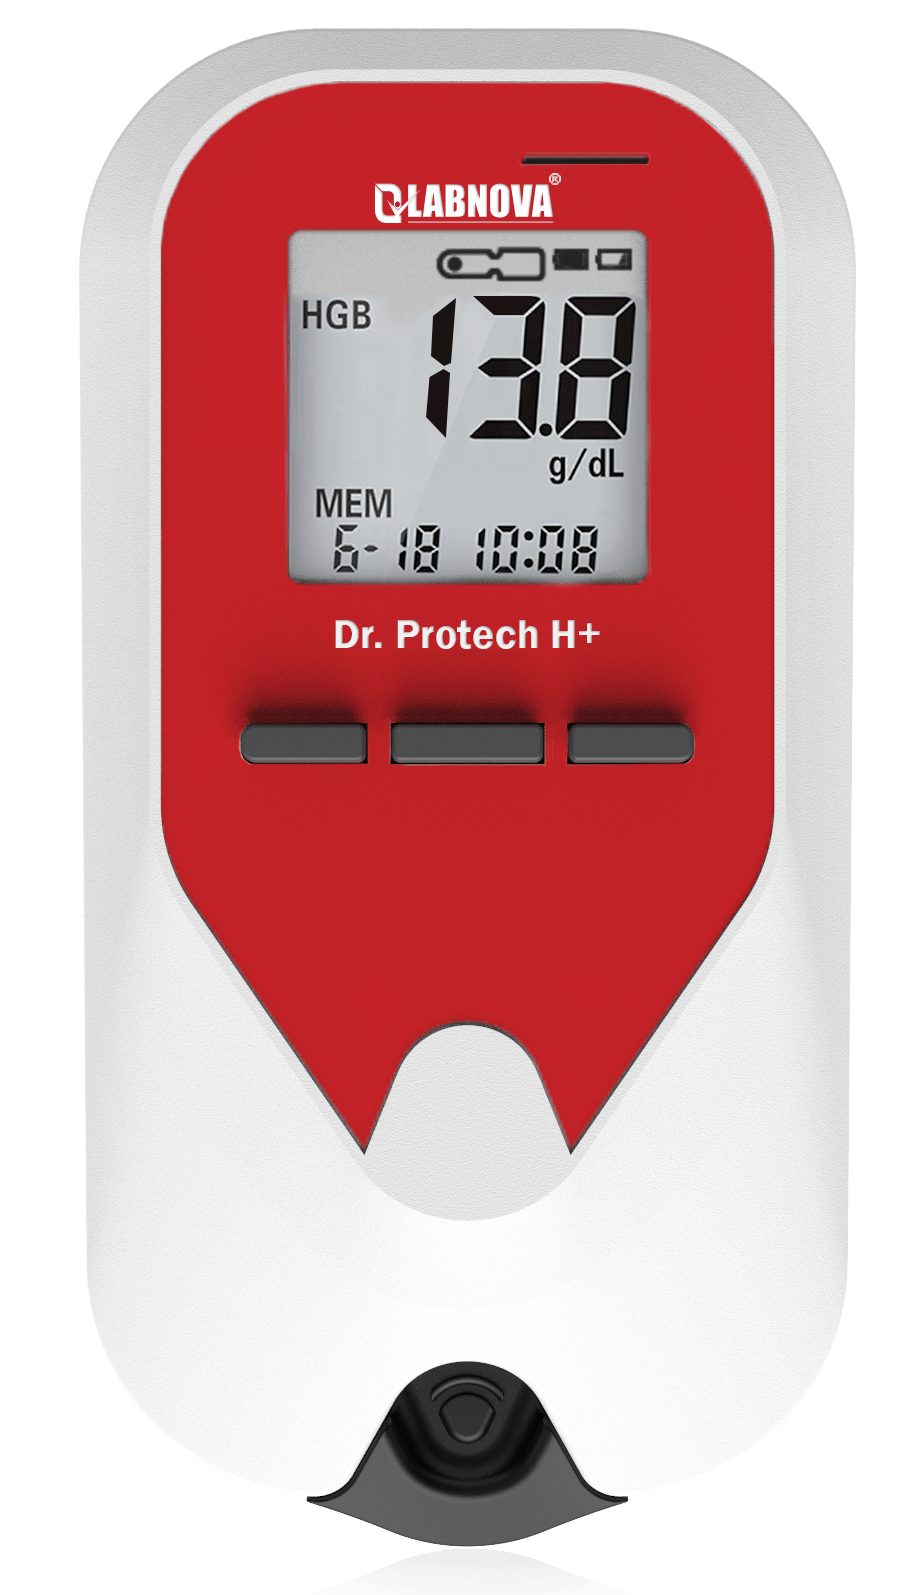 LABNOVA®
HGB
13.8
g/dL
MEM
6-18 10:08
Dr. Protech H+